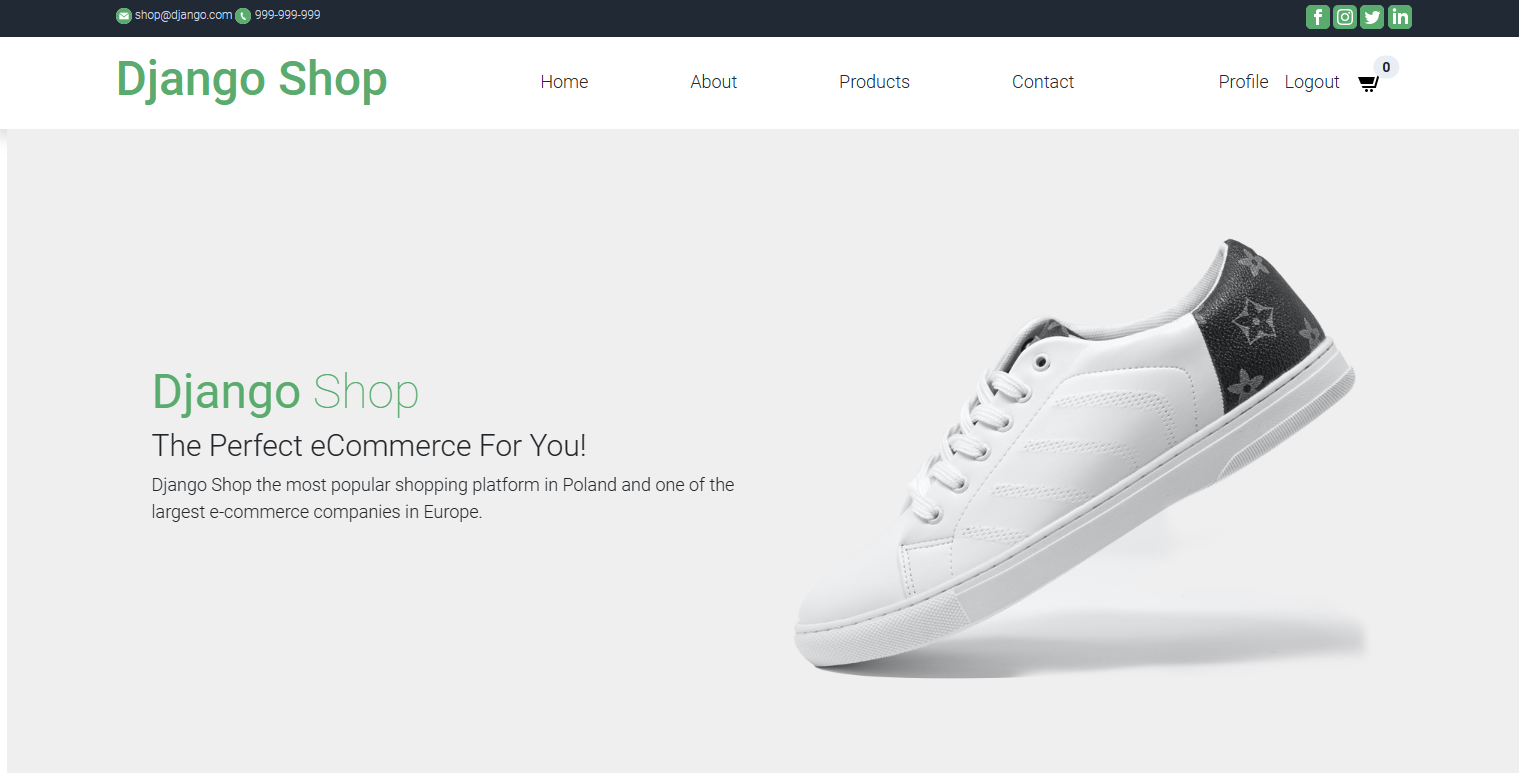 shop@django.com 999-999-999
Django Shop
Home About Products Contact Profile Logout 0
Django Shop
The Perfect eCommerce For You!
Django Shop the most popular shopping platform in Poland and one of the
largest e-commerce companies in Europe.